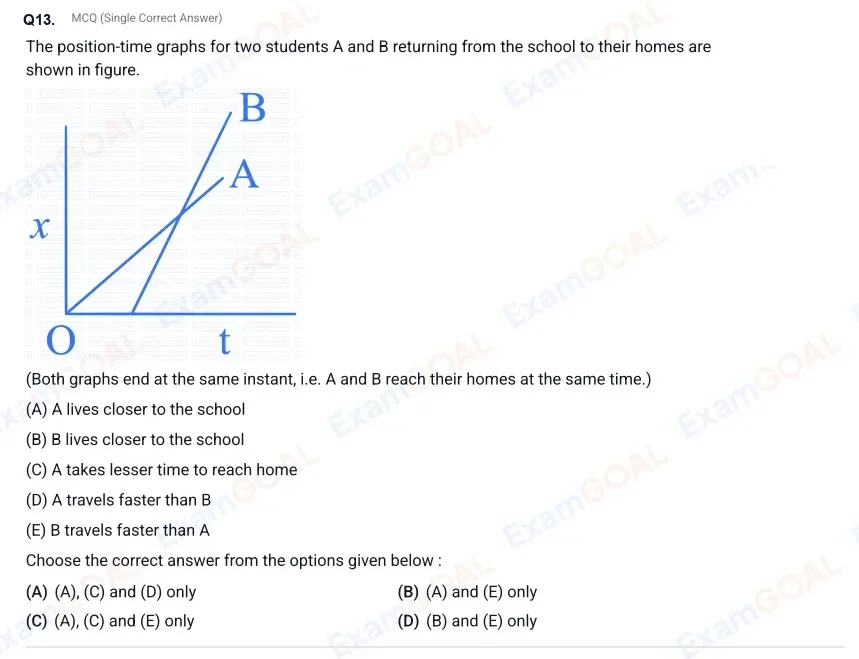 Q13. MCQ (Single Correct Answer)
The position-time graphs for two students A and B returning from the school to their homes are
shown in figure.
B
A
x
O
t
(Both graphs end at the same instant, i.e. A and B reach their homes at the same time.)
(A) A lives closer to the school
(B) B lives closer to the school
(C) A takes lesser time to reach home
(D) A travels faster than B
(E) B travels faster than A
Choose the correct answer from the options given below :
(A) (A), (C) and (D) only
(B) (A) and (E) only
(C) (A), (C) and (E) only
(D) (B) and (E) only
ExamGOAL